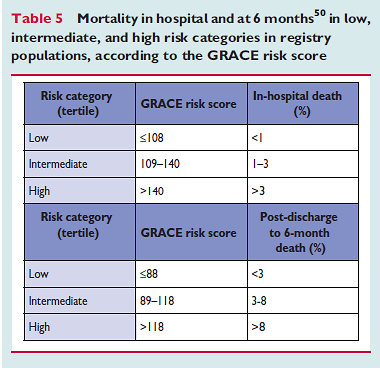 Table 5 Mortality in hospital and at 6 months50 in low,
intermediate, and high risk categories in registry
populations, according to the GRACE risk score
Risk category
(tertile)
GRACE risk score
In-hospital death
(%)
Low
≤108
<1
Intermediate
109–140
1–3
High
>140
>3
Risk category
(tertile)
GRACE risk score
Post-discharge
to 6-month
death (%)
Low
≤88
<3
Intermediate
89–118
3-8
High
>118
>8